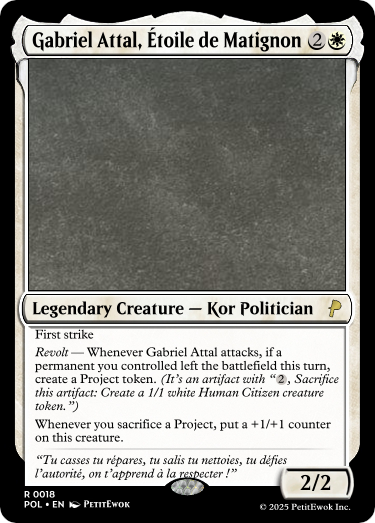 Gabriel Attal, Étoile de Matignon 2
Legendary Creature — Kor Politician
First strike
Revolt — Whenever Gabriel Attal attacks, if a
permanent you controlled left the battlefield this turn,
create a Project token. (It's an artifact with “2, Sacrifice
this artifact: Create a 1/1 white Human Citizen creature
token.”)
Whenever you sacrifice a Project, put a +1/+1 counter
on this creature.
“Tu casses tu répares, tu salis tu nettoies, tu défies
l'autorité, on t'apprend à la respecter !”
2/2
R 0018
POL • EN PETITEWOK
© 2025 PetitEwok Inc.